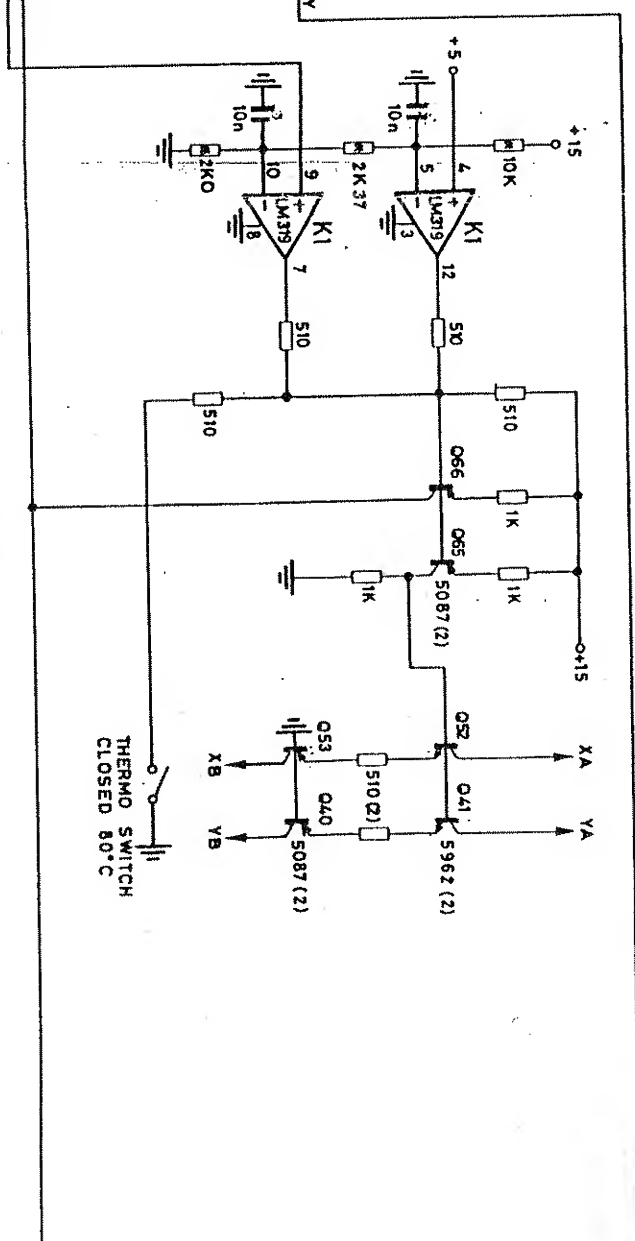 +15
YA
XA
+15
1K
1K
510
10K
Q41
5962 (2)
Q52
Q65
5087 (2)
Q66
+5
4
5
+
−
LM319
K1
3
12
510
10n
2K37
510 (2)
1K
Q40
5087 (2)
Q53
YB
XB
9
10
+
−
LM319
K1
8
7
510
10n
2K0
510
THERMO SWITCH
CLOSED 80°C
Y